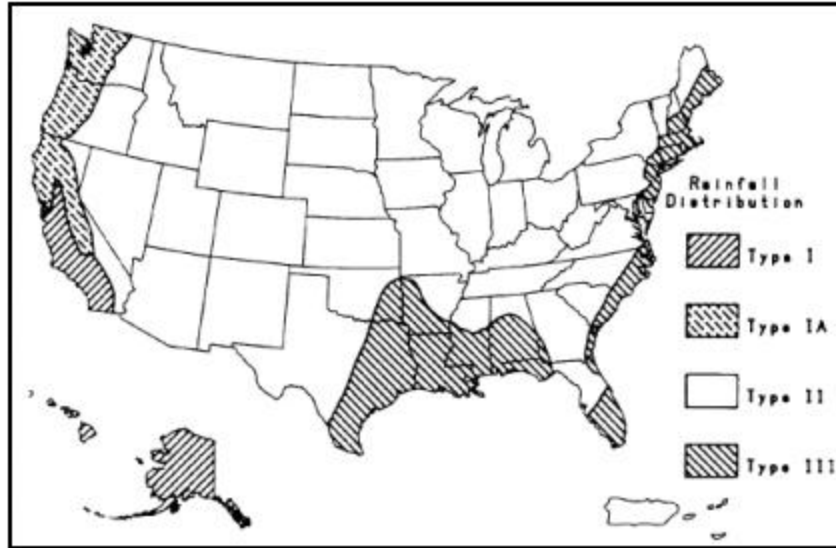 Rainfall
Distribution
Type I
Type IA
Type II
Type III